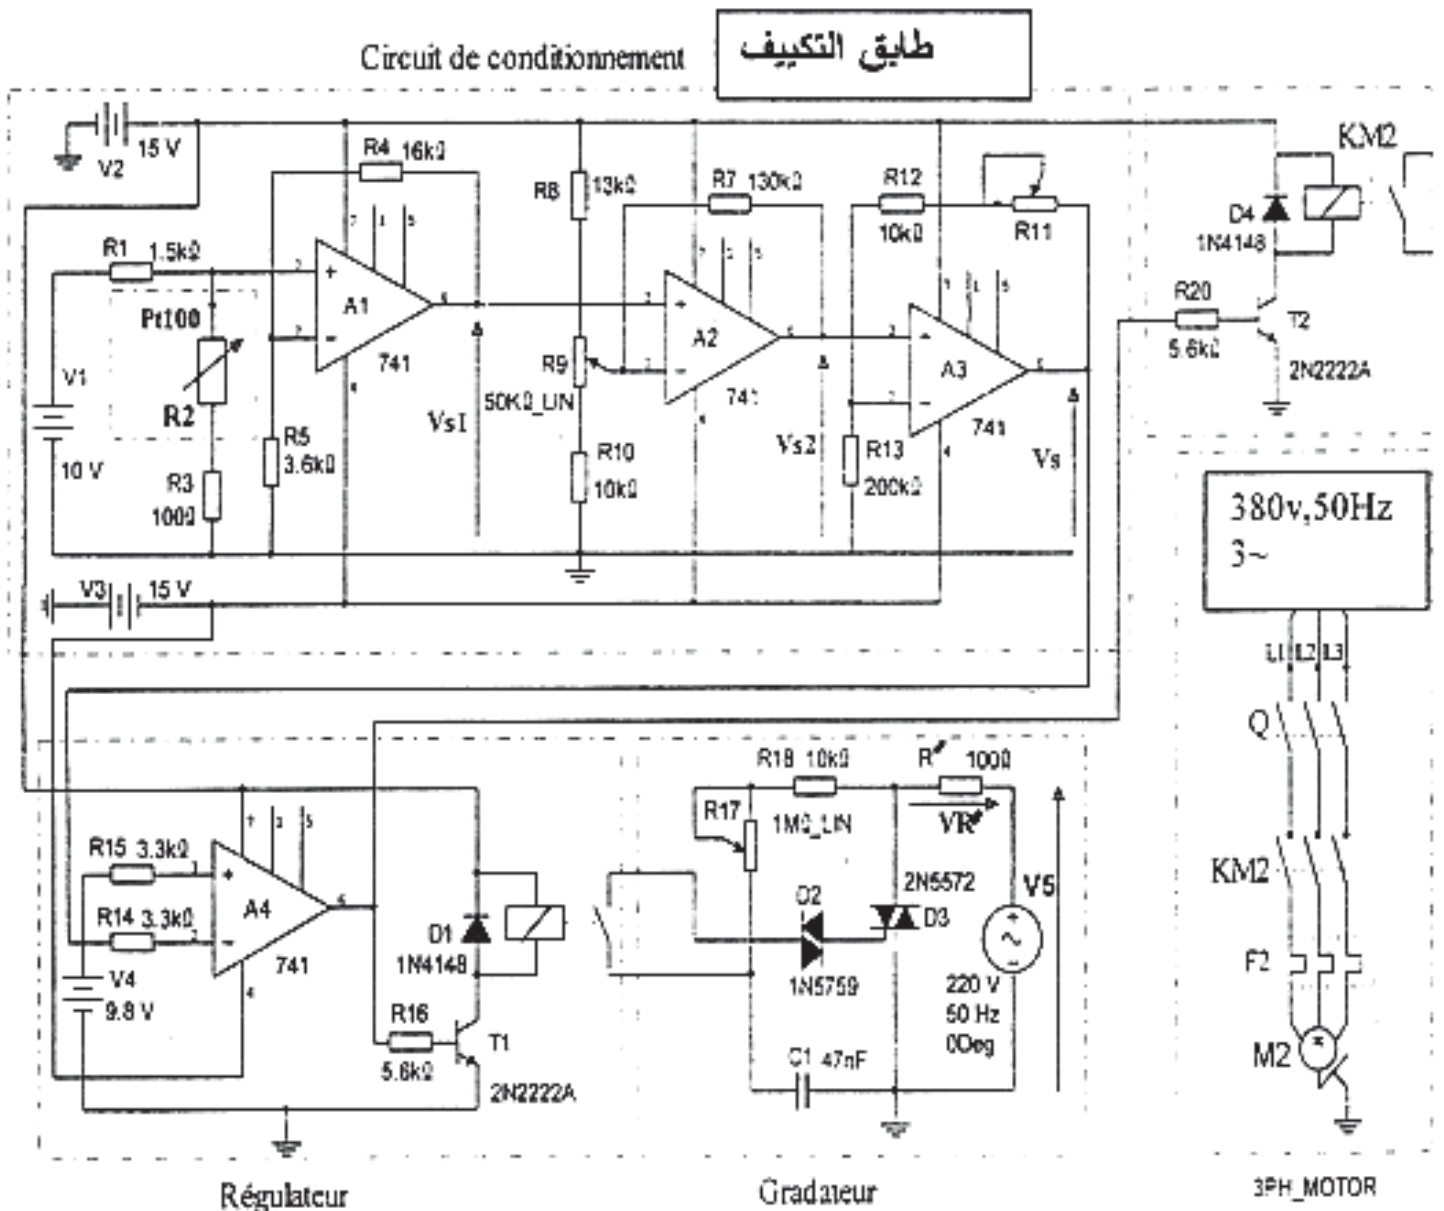 Circuit de conditionnement
طابق التكييف
V2
15 V
R4 16kΩ
R8
13kΩ
R7 130kΩ
R12
10kΩ
R11
KM2
D4
1N4148
R1
1.5kΩ
Pt100
R2
A1
741
V1
10 V
R3
100Ω
R5
3.6kΩ
Vs1
R9
50KΩ_LIN
R10
10kΩ
A2
741
Vs2
A3
741
R13
200kΩ
Vs
R20
5.6kΩ
T2
2N2222A
V3
15 V
380v,50Hz
3~
L1 L2 L3
Q
KM2
F2
M2
3PH_MOTOR
R15 3.3kΩ
R14 3.3kΩ
A4
741
V4
9.8 V
D1
1N4148
R16
5.6kΩ
T1
2N2222A
R18 10kΩ
R17
1MΩ_LIN
R
100Ω
VR
2N5572
D3
1N5759
V5
220 V
50 Hz
0Deg
C1 47nF
Régulateur
Gradateur